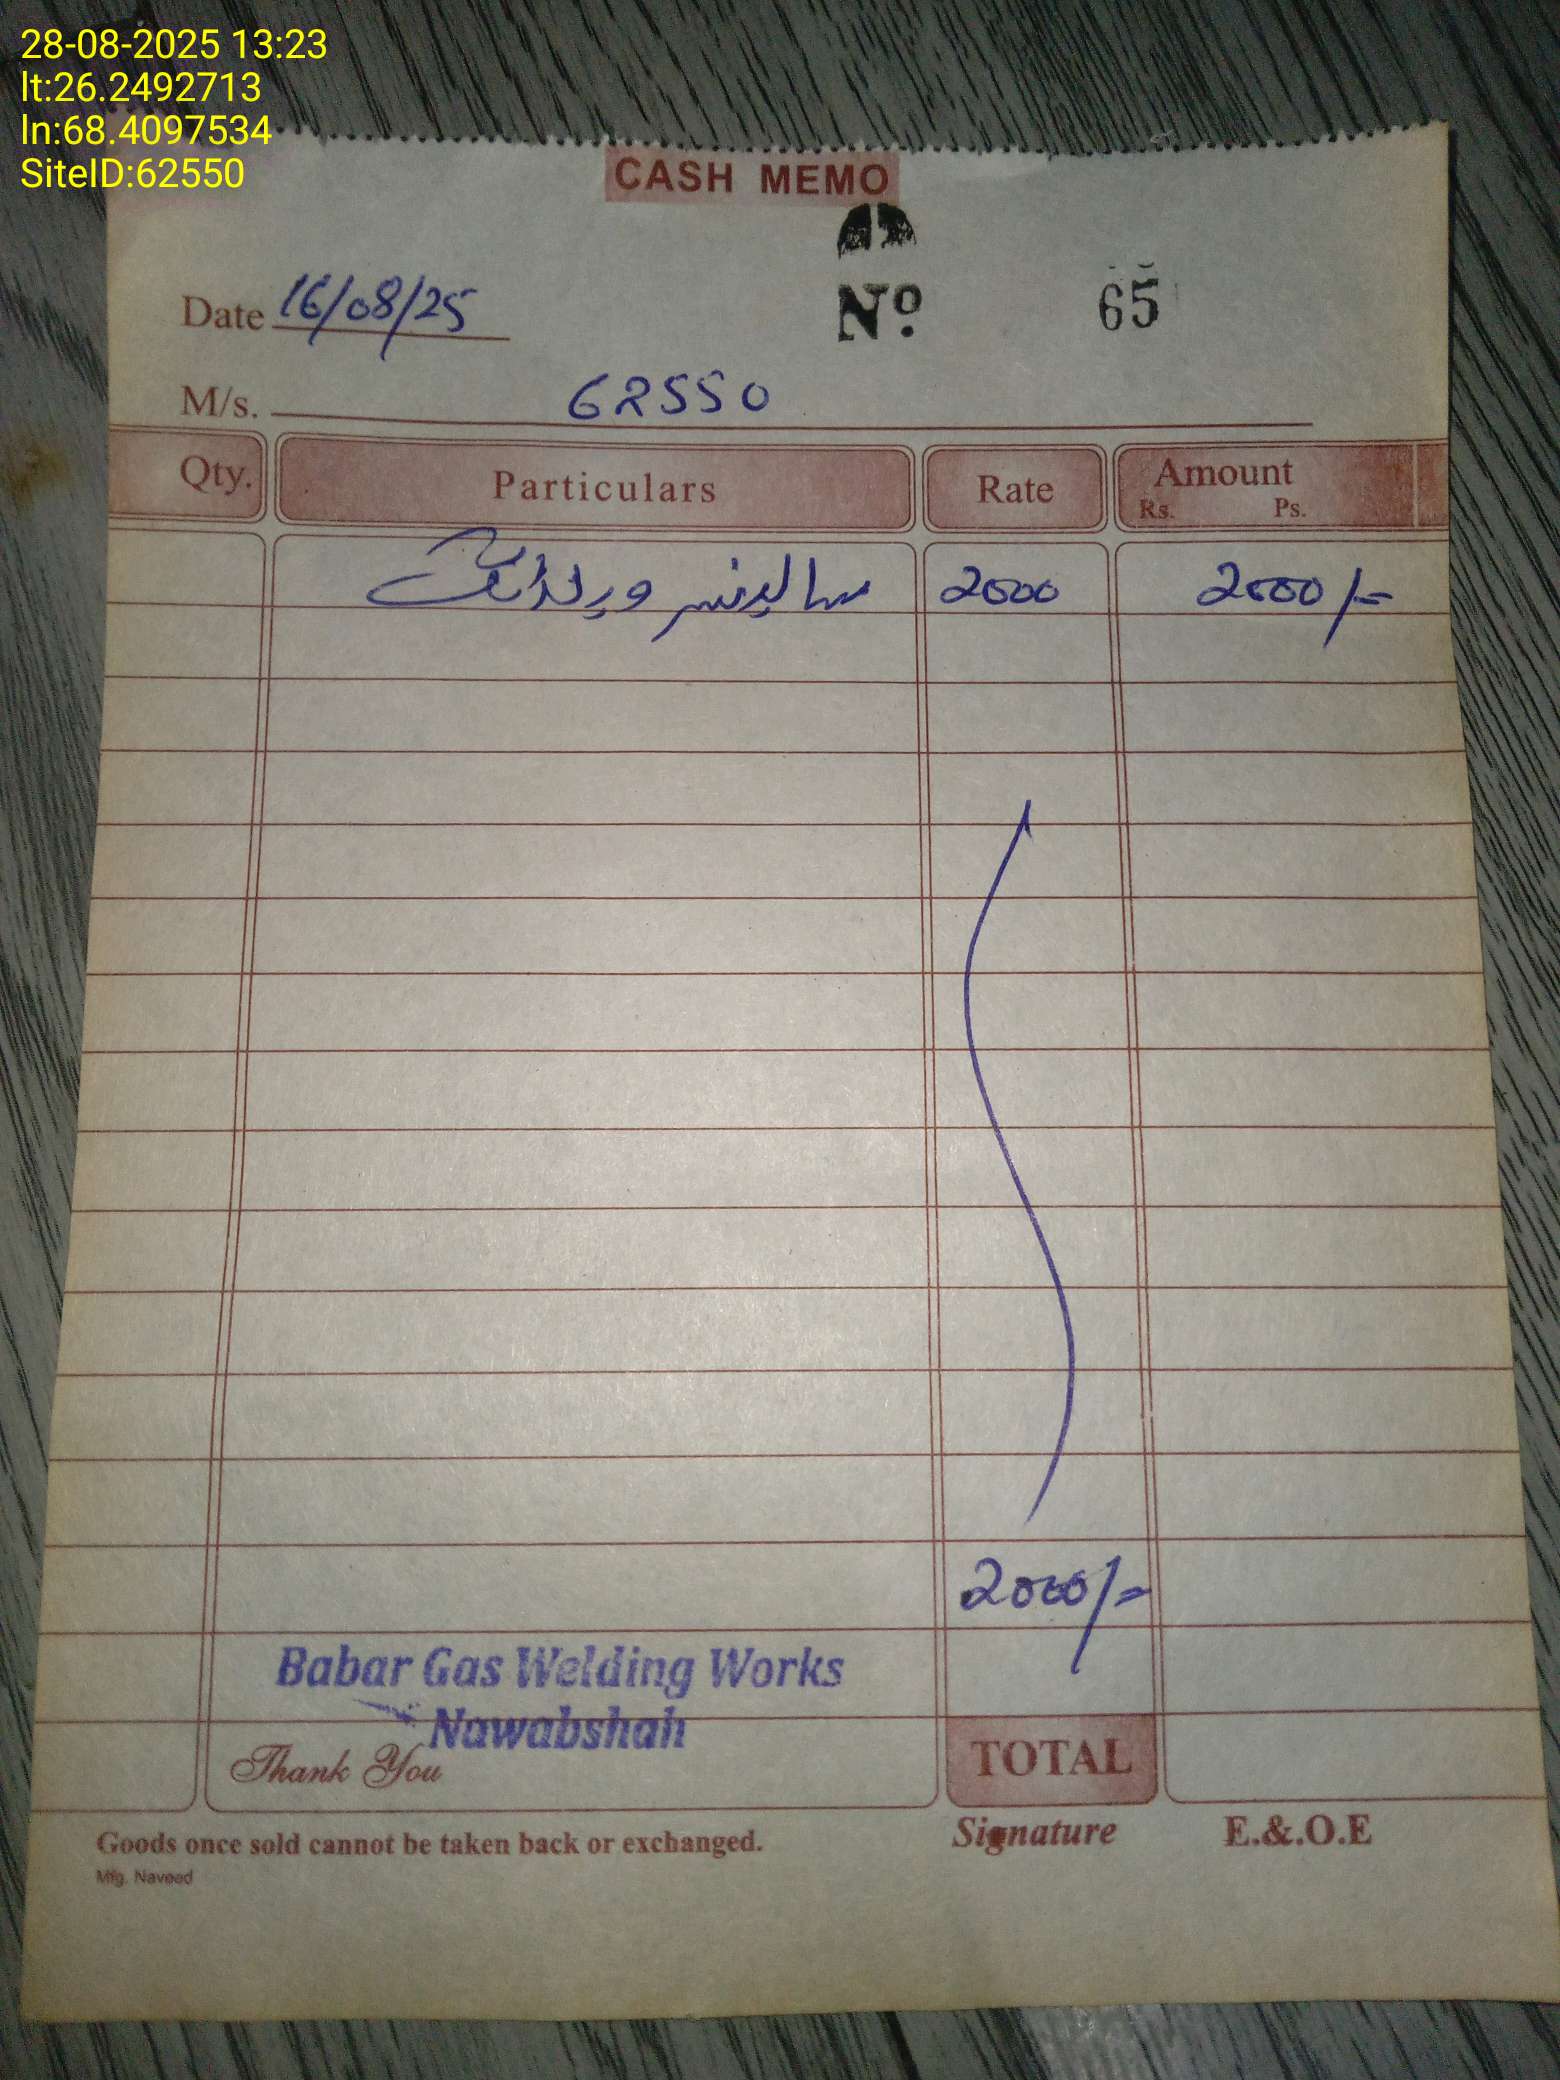 28-08-2025 13:23
lt:26.2492713
ln:68.4097534
SiteID:62550
CASH MEMO
Date 16/08/25 No. 65
M/s. 62550
Qty. Particulars Rate Amount
Rs. Ps.
سالینسر ویلڈنگ 2000 2000/=
2000/=
Babar Gas Welding Works
Nawabshah
Thank You TOTAL
Goods once sold cannot be taken back or exchanged. Signature E.&.O.E
Mfg. Naveed